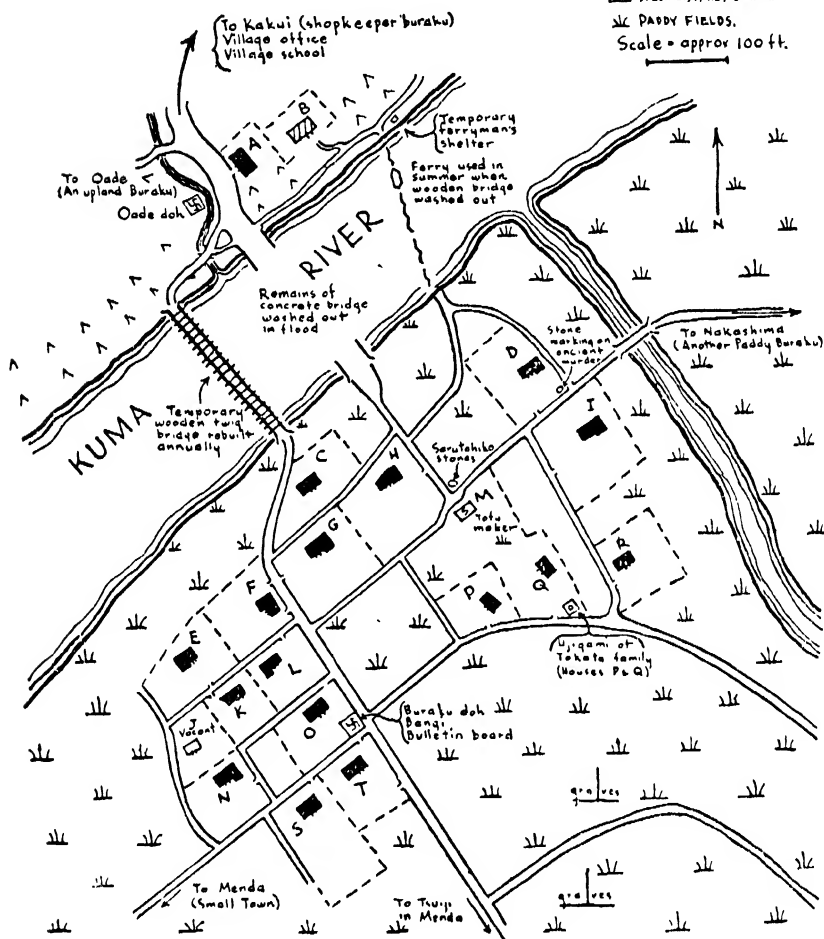 To Kakui (shopkeeper buraku)
Village office
Village school
PADDY FIELDS.
Scale = approx 100 ft.
A
B
Temporary
ferryman's
shelter
To Oade
(An upland Buraku)
Oade doh
Ferry used in
summer when
wooden bridge
washed out
N
KUMA RIVER
Remains of
concrete bridge
washed out
in flood
Stone
marking an
ancient
murder
To Nakashima
(Another Paddy Buraku)
D
I
Temporary
wooden twig
bridge rebuilt
annually
Sarutahiko
stones
C
H
M
Tofu
maker
G
R
Q
P
F
E
Ujigami of
Takata family
(Houses P & Q)
L
K
J
Vacant
O
Buraku doh
Bangi
Bulletin board
N
T
S
graves
graves
To Menda
(Small Town)
To Tsuiji
in Menda